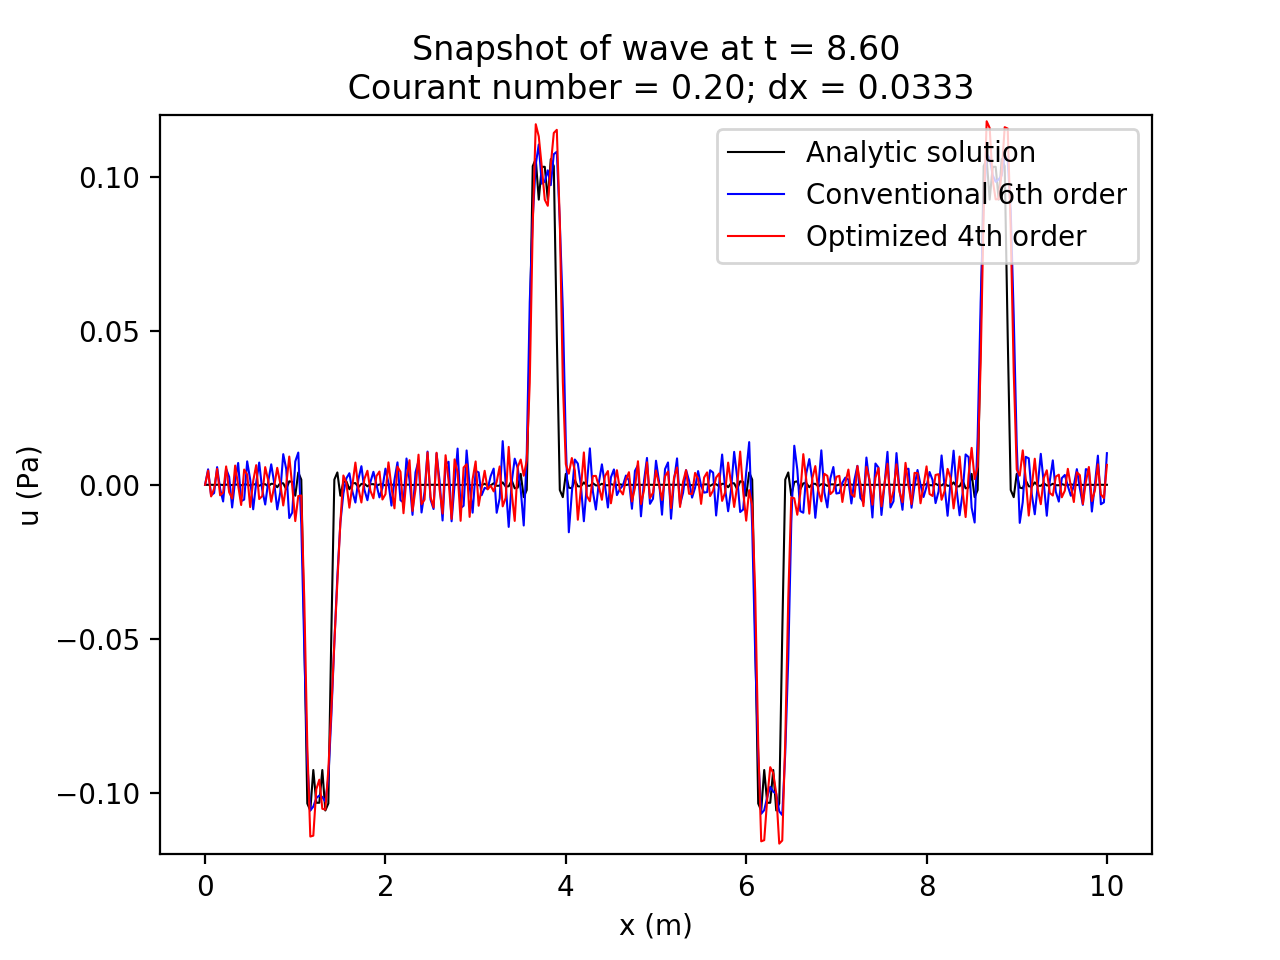 Snapshot of wave at t = 8.60
Courant number = 0.20; dx = 0.0333
Analytic solution
Conventional 6th order
Optimized 4th order
0.10
0.05
0.00
−0.05
−0.10
u (Pa)
0 2 4 6 8 10
x (m)